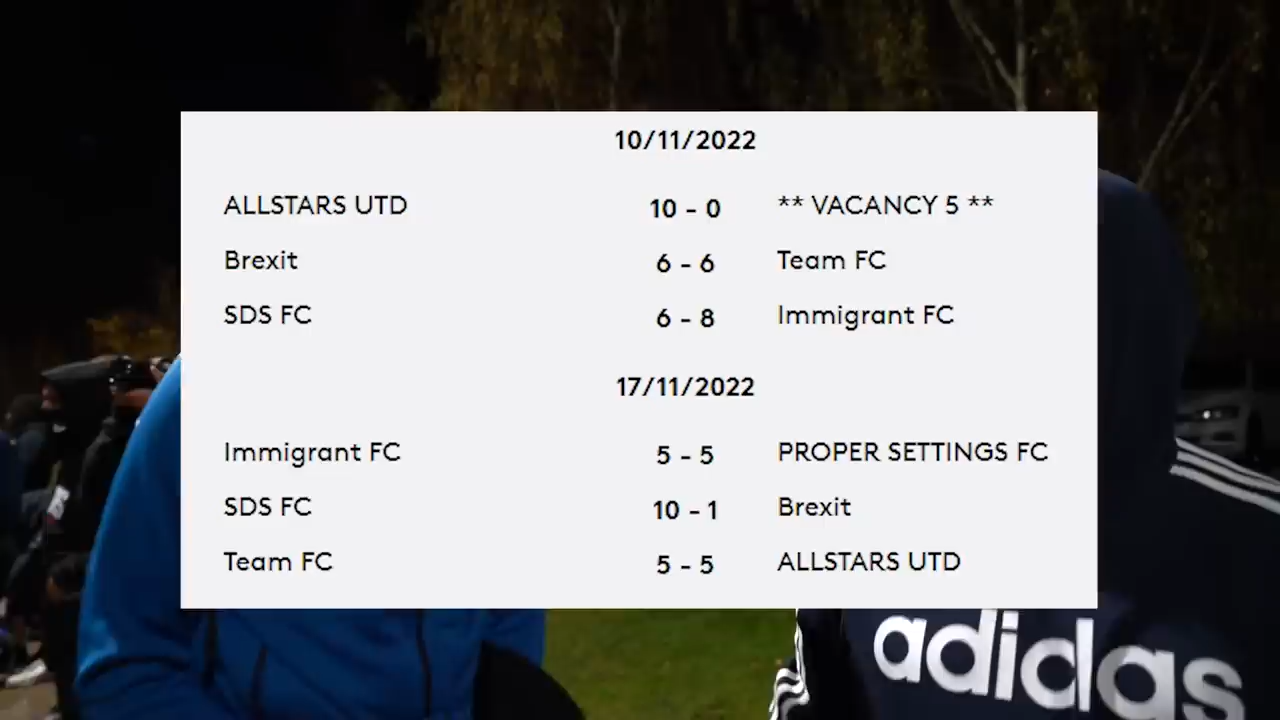 10/11/2022
ALLSTARS UTD 10 - 0 ** VACANCY 5 **
Brexit 6 - 6 Team FC
SDS FC 6 - 8 Immigrant FC
17/11/2022
Immigrant FC 5 - 5 PROPER SETTINGS FC
SDS FC 10 - 1 Brexit
Team FC 5 - 5 ALLSTARS UTD
adidas